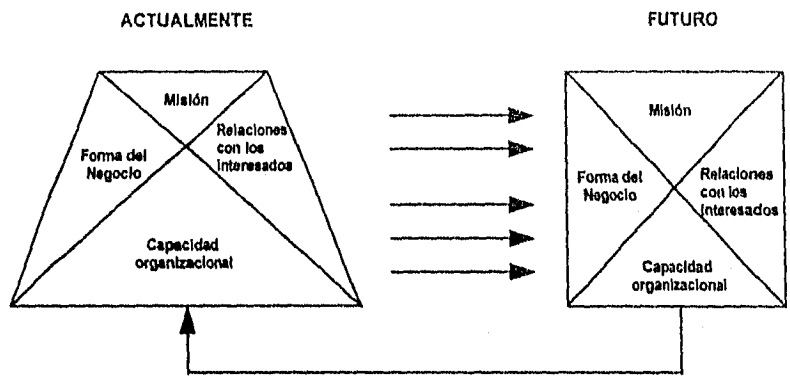 ACTUALMENTE
Misión
Forma del
Negocio
Relaciones
con los
interesados
Capacidad
organizacional
FUTURO
Misión
Forma del
Negocio
Relaciones
con los
interesados
Capacidad
organizacional